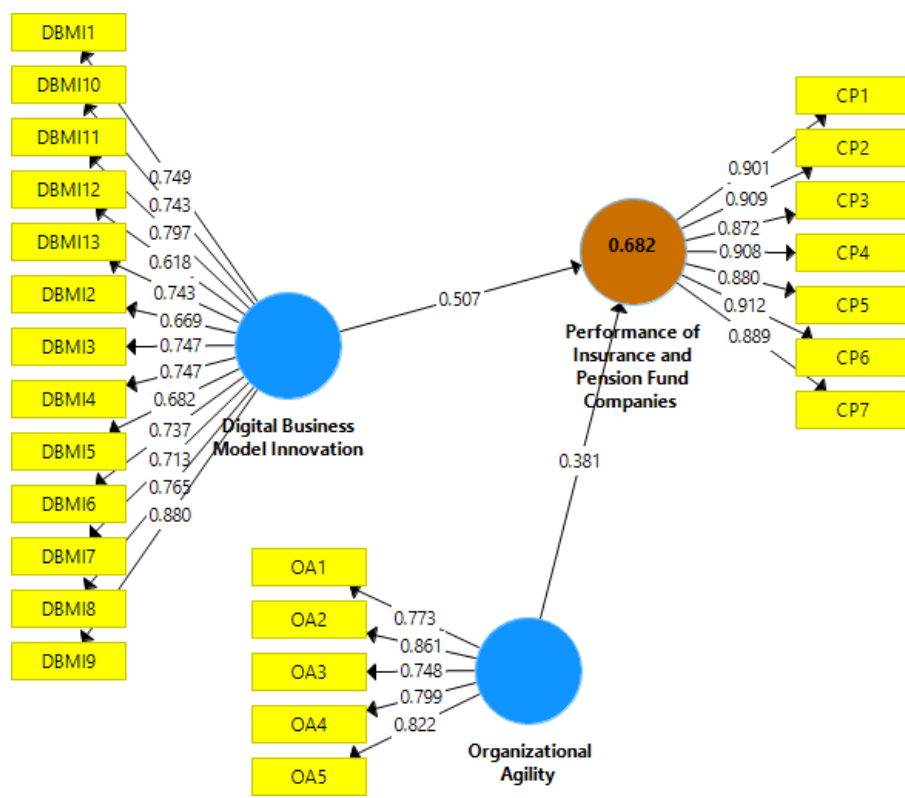 DBMI1
DBMI10
DBMI11
DBMI12
DBMI13
DBMI2
DBMI3
DBMI4
DBMI5
DBMI6
DBMI7
DBMI8
DBMI9
0.749
0.743
0.797
0.618
0.743
0.669
0.747
0.747
0.682
0.737
0.713
0.765
0.880
Digital Business
Model Innovation
0.507
0.682
Performance of
Insurance and
Pension Fund
Companies
0.901
0.909
0.872
0.908
0.880
0.912
0.889
CP1
CP2
CP3
CP4
CP5
CP6
CP7
0.381
OA1
OA2
OA3
OA4
OA5
0.773
0.861
0.748
0.799
0.822
Organizational
Agility